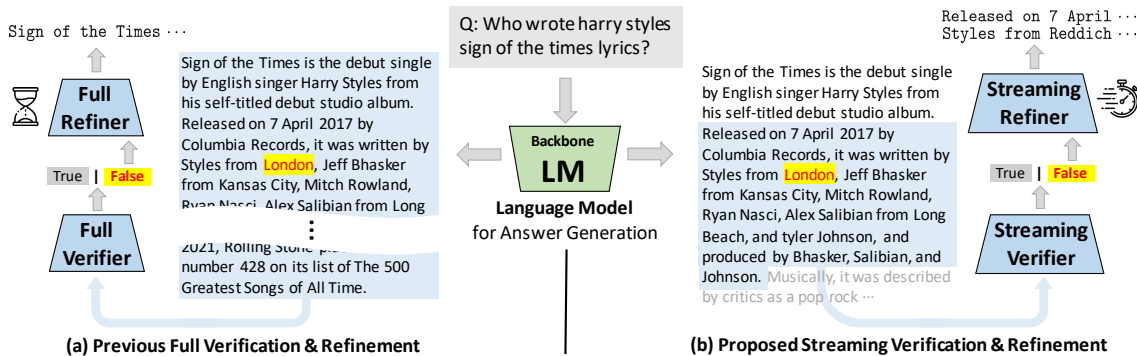 Sign of the Times ...
Full
Refiner
True | False
Full
Verifier
Sign of the Times is the debut single
by English singer Harry Styles from
his self-titled debut studio album.
Released on 7 April 2017 by
Columbia Records, it was written by
Styles from London, Jeff Bhasker
from Kansas City, Mitch Rowland,
Ryan Nasci, Alex Salibian from Long
⋮
2021, Rolling Stone
number 428 on its list of The 500
Greatest Songs of All Time.
(a) Previous Full Verification & Refinement
Q: Who wrote harry styles
sign of the times lyrics?
Backbone
LM
Language Model
for Answer Generation
Sign of the Times is the debut single
by English singer Harry Styles from
his self-titled debut studio album.
Released on 7 April 2017 by
Columbia Records, it was written by
Styles from London, Jeff Bhasker
from Kansas City, Mitch Rowland,
Ryan Nasci, Alex Salibian from Long
Beach, and tyler Johnson, and
produced by Bhasker, Salibian, and
Johnson. Musically, it was described
by critics as a pop rock ...
Released on 7 April ...
Styles from Reddich ...
Streaming
Refiner
True | False
Streaming
Verifier
(b) Proposed Streaming Verification & Refinement